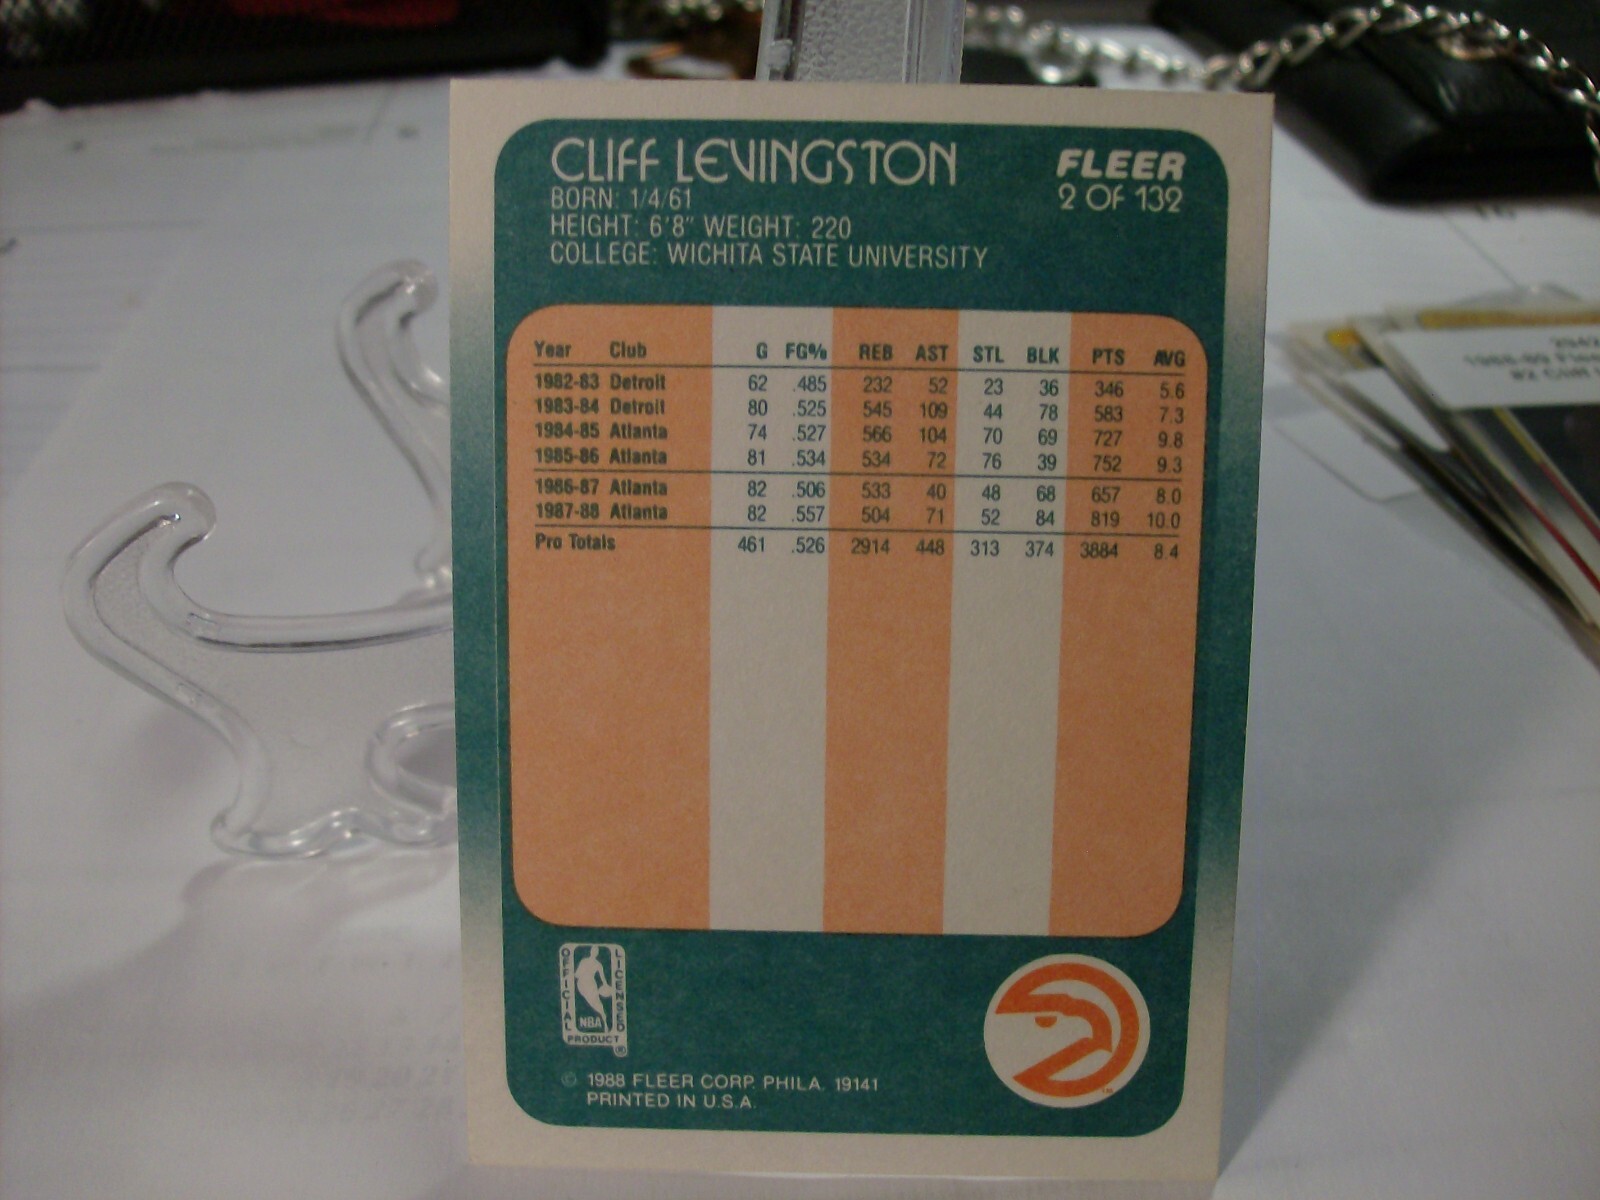 CLIFF LEVINGSTON
BORN: 1/4/61
HEIGHT: 6'8" WEIGHT: 220
COLLEGE: WICHITA STATE UNIVERSITY
FLEER
2 OF 132
Year Club G FG% REB AST STL BLK PTS AVG
1982-83 Detroit 62 .485 232 52 23 36 346 5.6
1983-84 Detroit 80 .525 545 109 44 78 583 7.3
1984-85 Atlanta 74 .527 566 104 70 69 727 9.8
1985-86 Atlanta 81 .534 534 72 76 39 752 9.3
1986-87 Atlanta 82 .506 533 40 48 68 657 8.0
1987-88 Atlanta 82 .557 504 71 52 84 819 10.0
Pro Totals 461 .526 2914 448 313 374 3884 8.4
OFFICIAL
LICENSED
NBA
PRODUCT
®
© 1988 FLEER CORP. PHILA. 19141
PRINTED IN U.S.A.